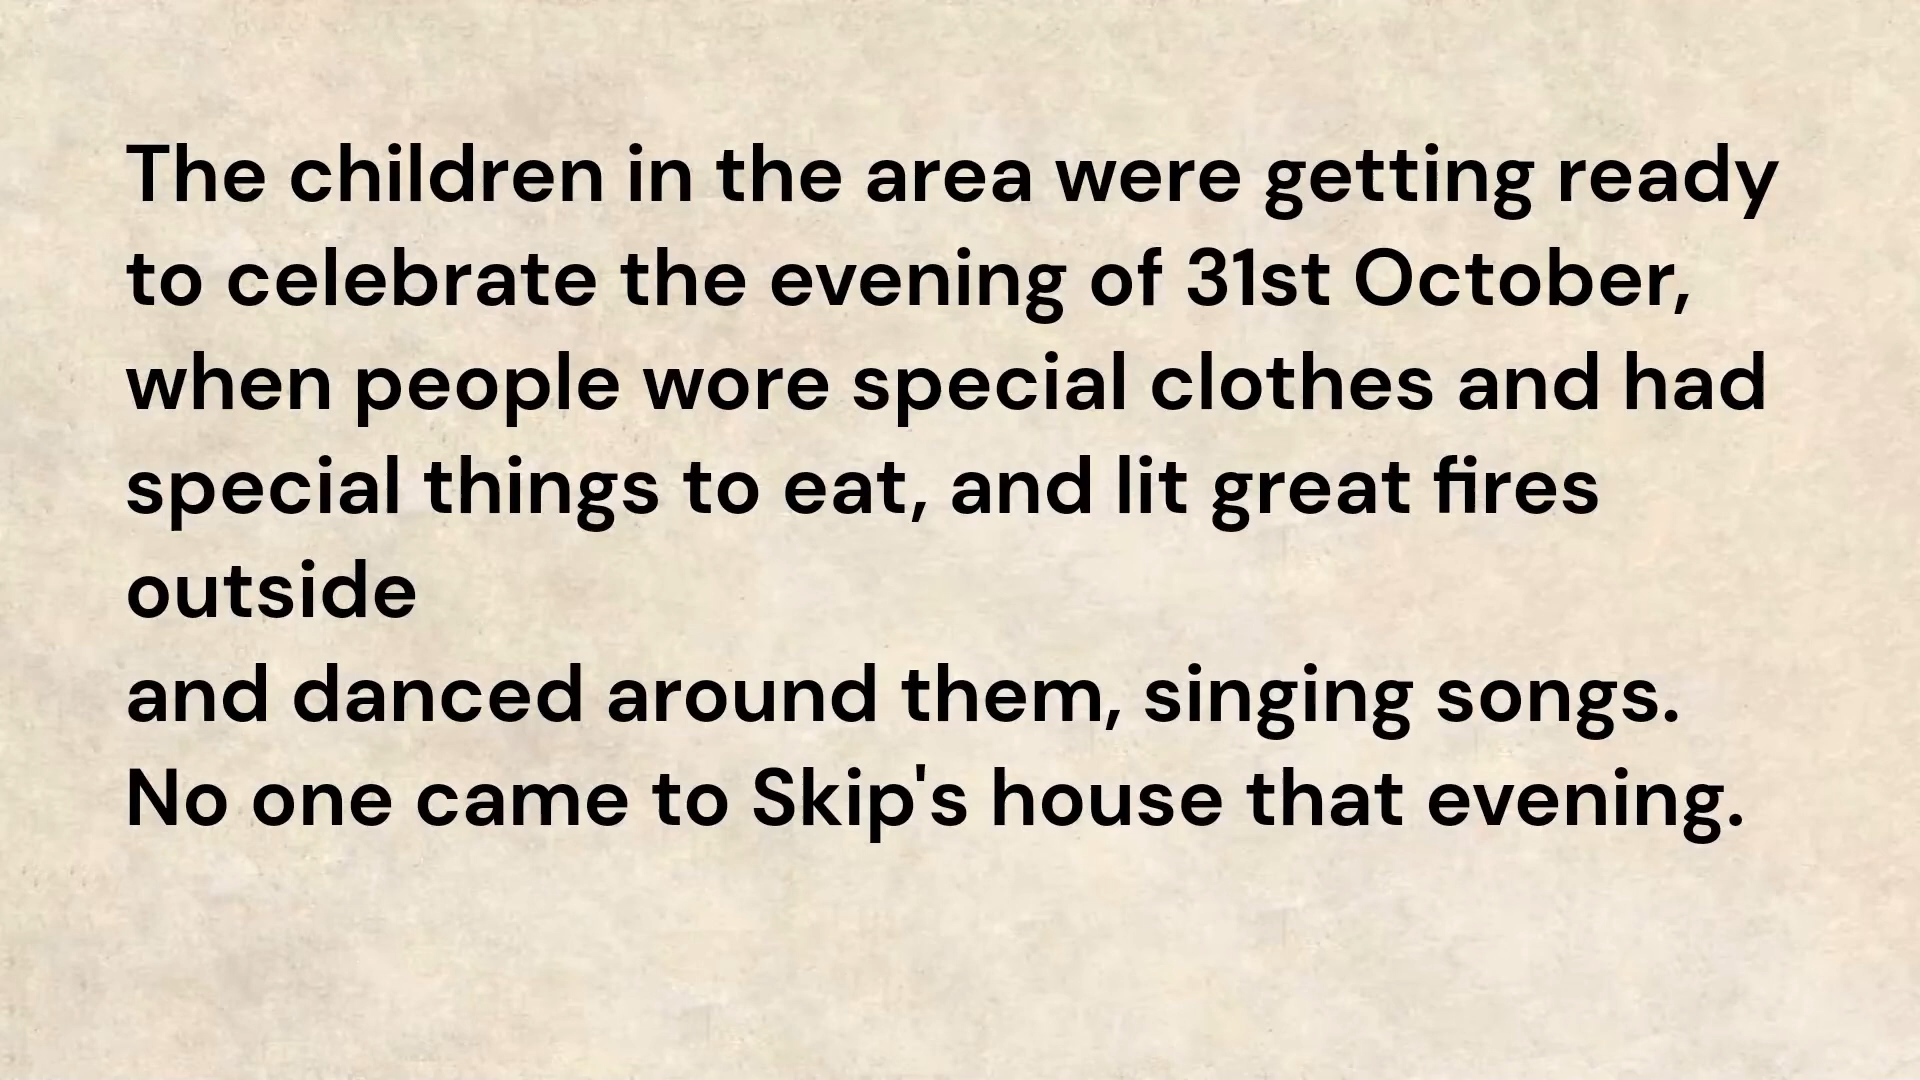 The children in the area were getting ready
to celebrate the evening of 31st October,
when people wore special clothes and had
special things to eat, and lit great fires
outside
and danced around them, singing songs.
No one came to Skip's house that evening.